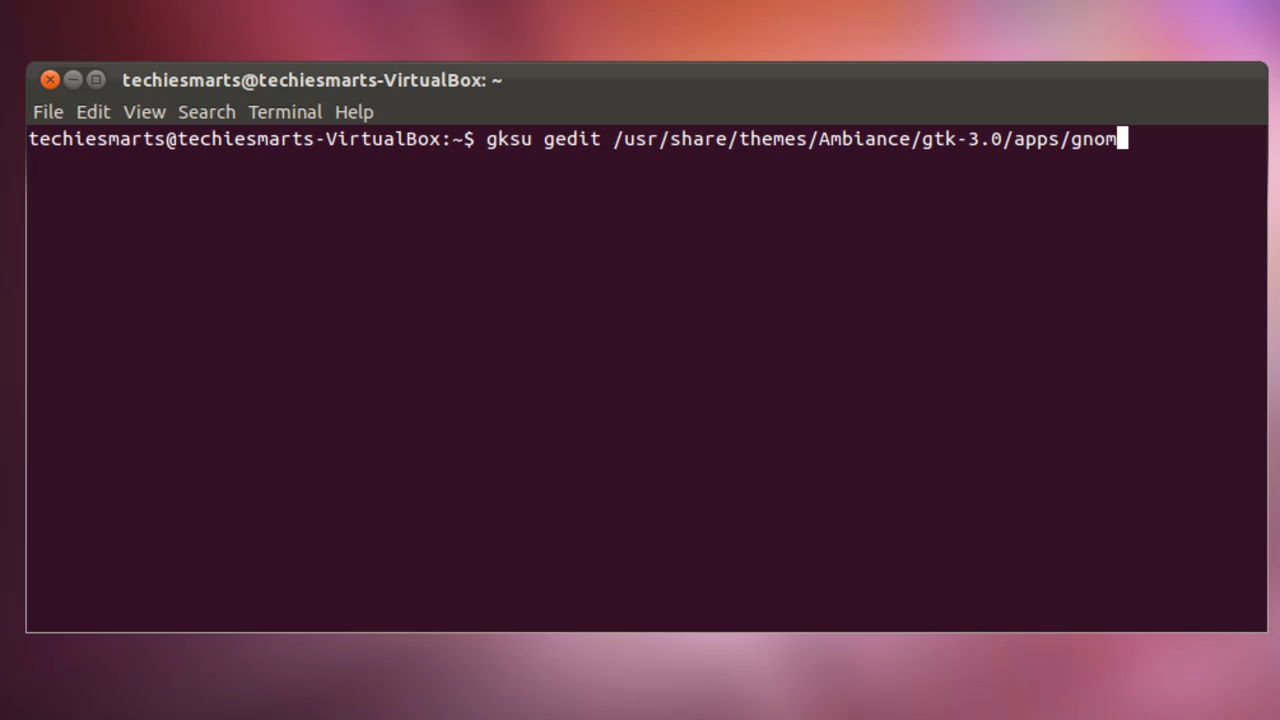 techiesmarts@techiesmarts-VirtualBox: ~
File Edit View Search Terminal Help
techiesmarts@techiesmarts-VirtualBox:~$ gksu gedit /usr/share/themes/Ambiance/gtk-3.0/apps/gnom